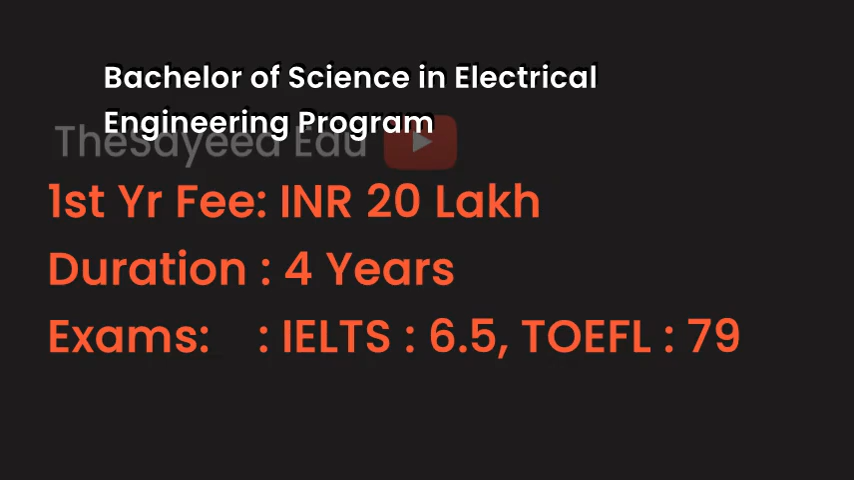 Bachelor of Science in Electrical
Engineering Program
TheSayeed Edu
1st Yr Fee: INR 20 Lakh
Duration : 4 Years
Exams: : IELTS : 6.5, TOEFL : 79